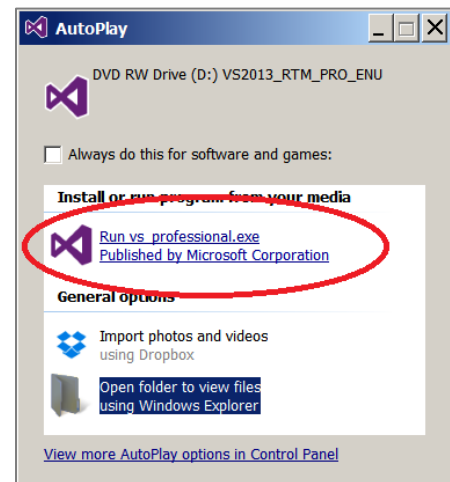 AutoPlay
DVD RW Drive (D:) VS2013_RTM_PRO_ENU
Always do this for software and games:
Install or run program from your media
Run vs_professional.exe
Published by Microsoft Corporation
General options
Import photos and videos
using Dropbox
Open folder to view files
using Windows Explorer
View more AutoPlay options in Control Panel